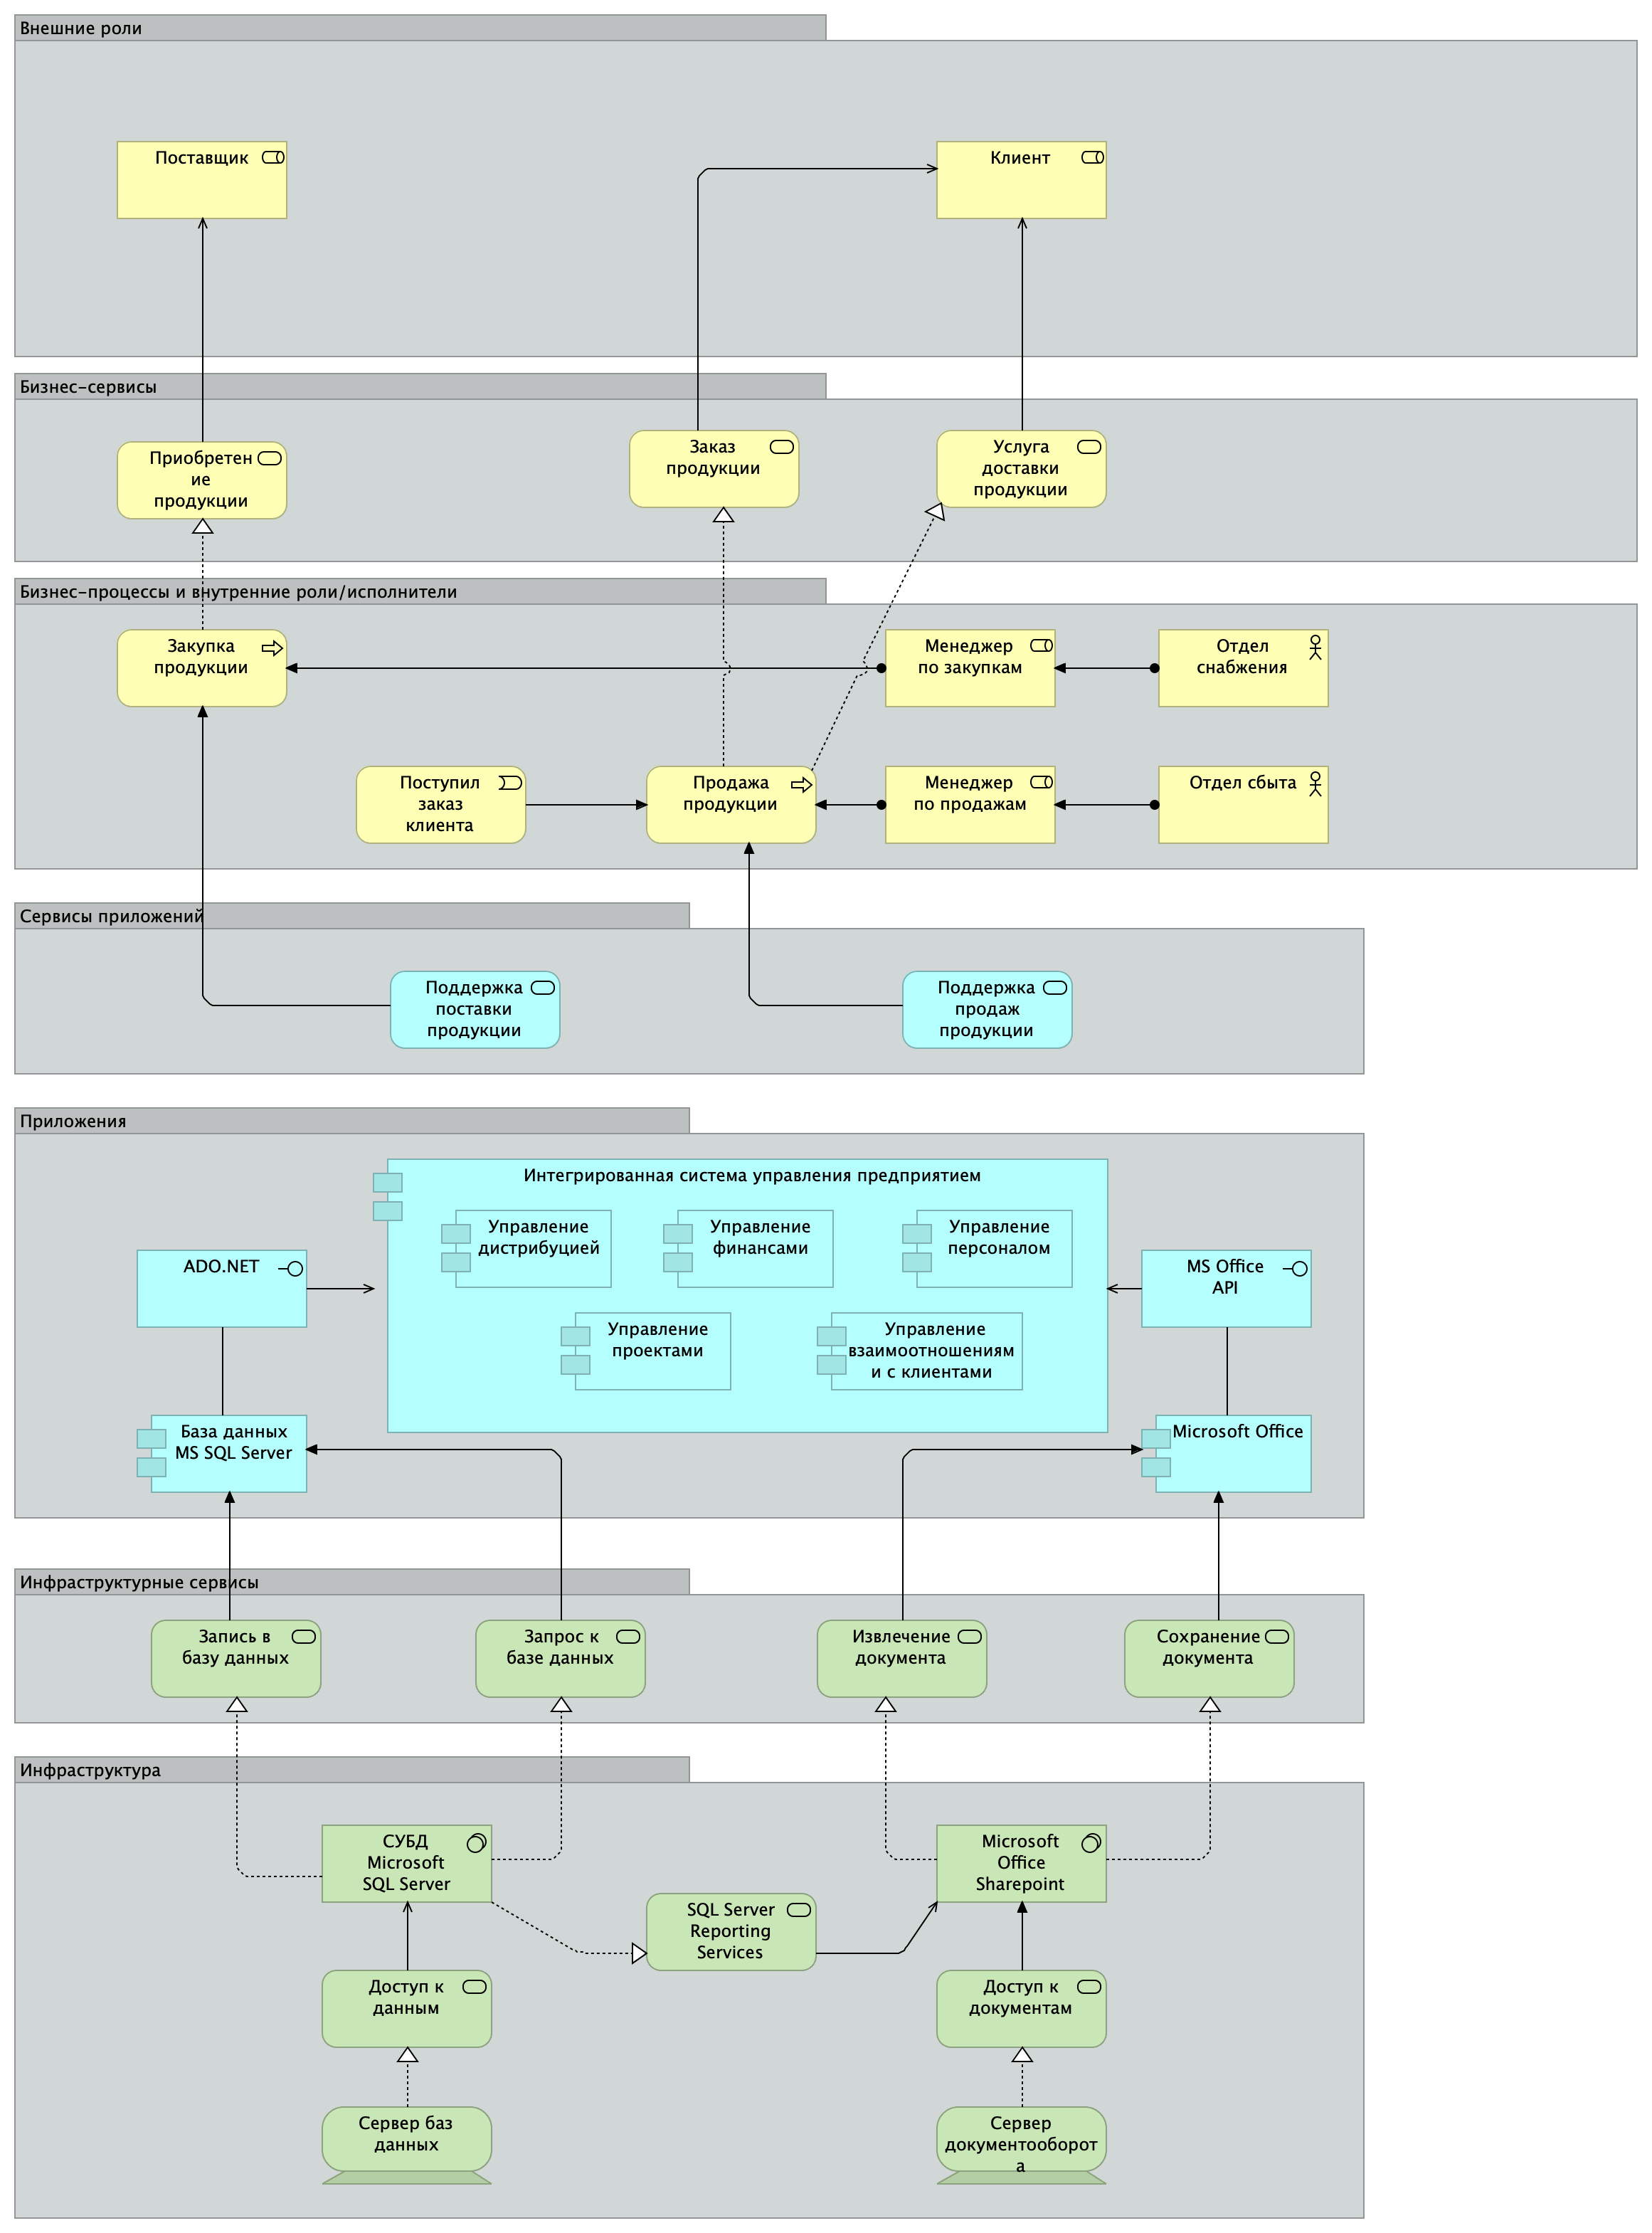 Внешние роли
Поставщик
Клиент
Бизнес-сервисы
Приобретен
ие
продукции
Заказ
продукции
Услуга
доставки
продукции
Бизнес-процессы и внутренние роли/исполнители
Закупка
продукции
Менеджер
по закупкам
Отдел
снабжения
Поступил
заказ
клиента
Продажа
продукции
Менеджер
по продажам
Отдел сбыта
Сервисы приложений
Поддержка
поставки
продукции
Поддержка
продаж
продукции
Приложения
Интегрированная система управления предприятием
Управление
дистрибуцией
Управление
финансами
Управление
персоналом
ADO.NET
MS Office
API
Управление
проектами
Управление
взаимоотношениям
и с клиентами
База данных
MS SQL Server
Microsoft Office
Инфраструктурные сервисы
Запись в
базу данных
Запрос к
базе данных
Извлечение
документа
Сохранение
документа
Инфраструктура
СУБД
Microsoft
SQL Server
Microsoft
Office
Sharepoint
SQL Server
Reporting
Services
Доступ к
данным
Доступ к
документам
Сервер баз
данных
Сервер
документооборот
а